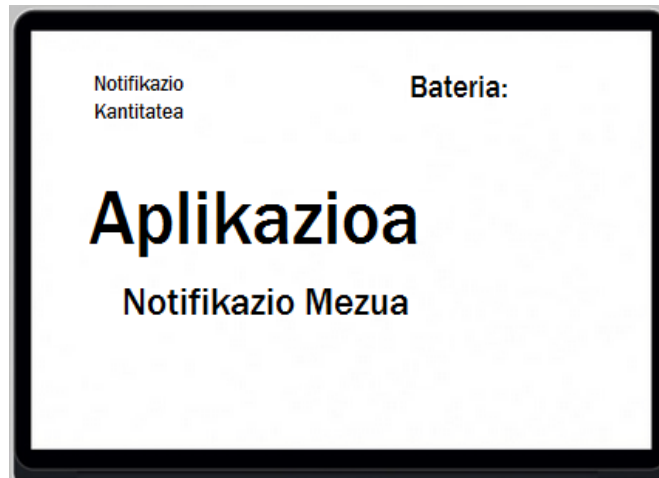 Notifikazio
Kantitatea
Bateria:
Aplikazioa
Notifikazio Mezua